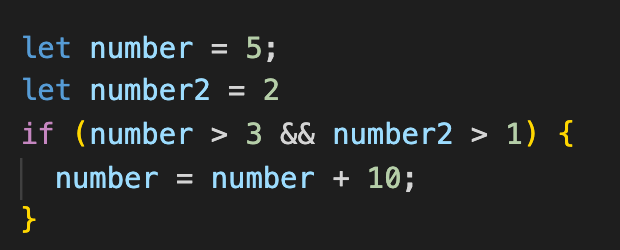 let number = 5;
let number2 = 2
if (number > 3 && number2 > 1) {
  number = number + 10;
}